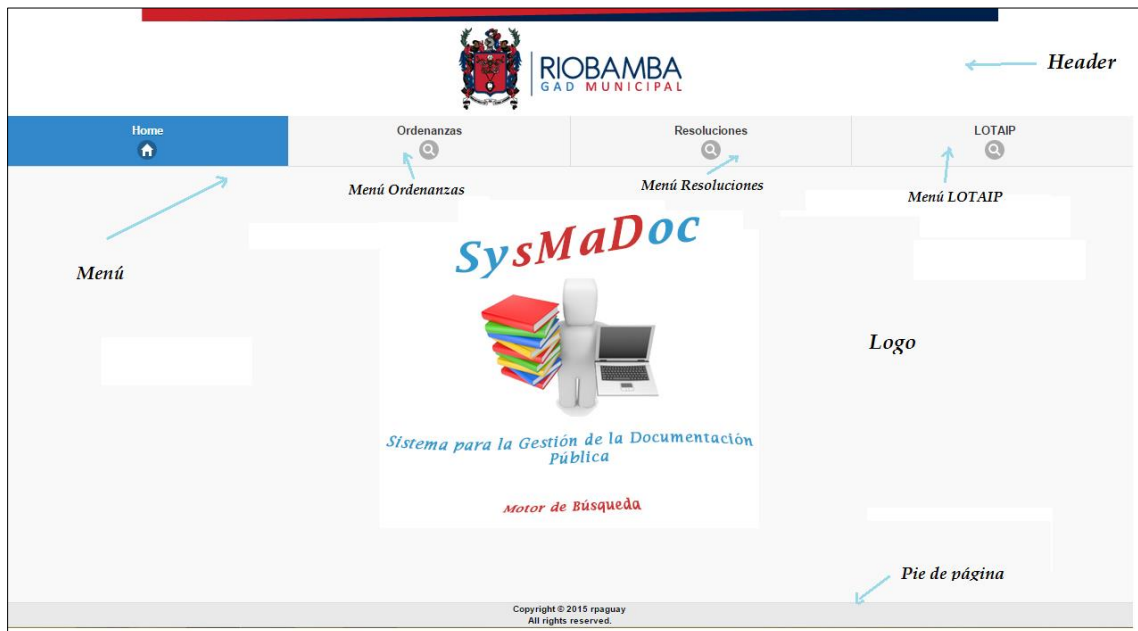 RIOBAMBA
GAD MUNICIPAL
Header
Home
Ordenanzas
Resoluciones
LOTAIP
Menú Ordenanzas
Menú Resoluciones
Menú LOTAIP
Menú
SysMaDoc
Logo
Sistema para la Gestión de la Documentación
Pública
Motor de Búsqueda
Pie de página
Copyright © 2015 rpaguay
All rights reserved.